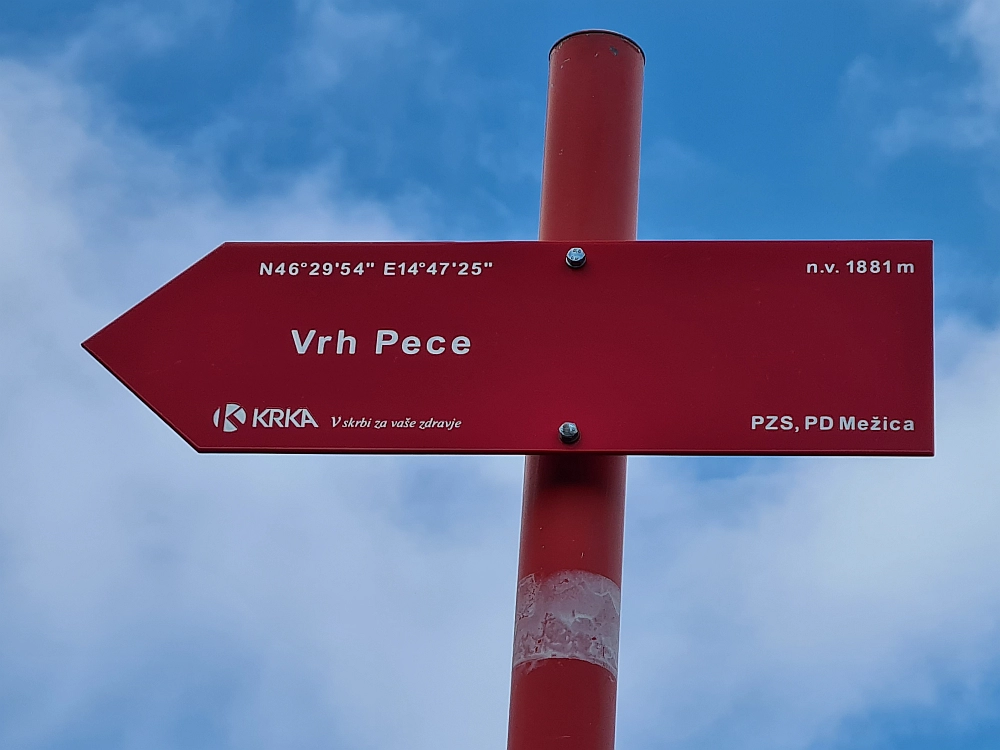 N46°29'54" E14°47'25" n.v. 1881 m
Vrh Pece
KRKA V skrbi za vaše zdravje PZS, PD Mežica